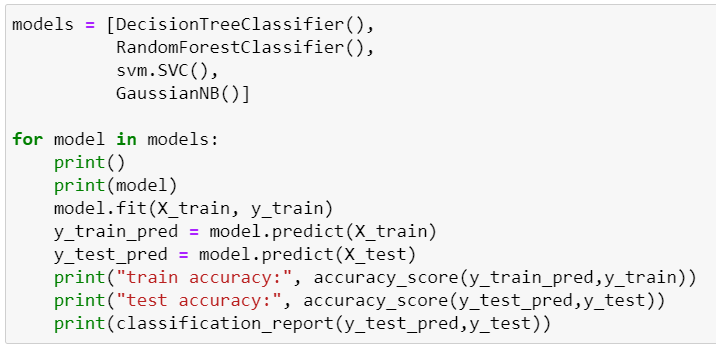 models = [DecisionTreeClassifier(),
          RandomForestClassifier(),
          svm.SVC(),
          GaussianNB()]

for model in models:
    print()
    print(model)
    model.fit(X_train, y_train)
    y_train_pred = model.predict(X_train)
    y_test_pred = model.predict(X_test)
    print("train accuracy:", accuracy_score(y_train_pred,y_train))
    print("test accuracy:", accuracy_score(y_test_pred,y_test))
    print(classification_report(y_test_pred,y_test))